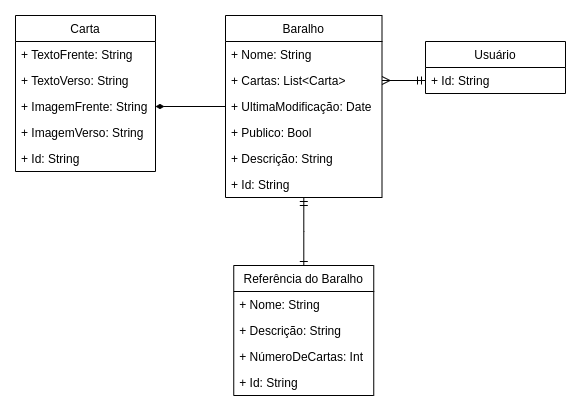 Carta
+ TextoFrente: String
+ TextoVerso: String
+ ImagemFrente: String
+ ImagemVerso: String
+ Id: String
Baralho
+ Nome: String
+ Cartas: List<Carta>
+ UltimaModificação: Date
+ Publico: Bool
+ Descrição: String
+ Id: String
Usuário
+ Id: String
Referência do Baralho
+ Nome: String
+ Descrição: String
+ NúmeroDeCartas: Int
+ Id: String